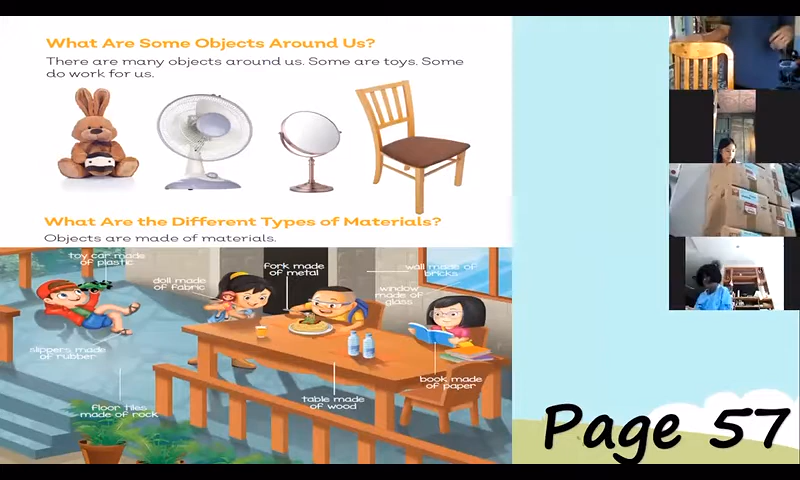 What Are Some Objects Around Us?
There are many objects around us. Some are toys. Some
do work for us.
What Are the Different Types of Materials?
Objects are made of materials.
toy car made
of plastic
doll made
of fabric
fork made
of metal
wall made of
bricks
window
made of
glass
slippers made
of rubber
floor tiles
made of rock
table made
of wood
book made
of paper
Page 57